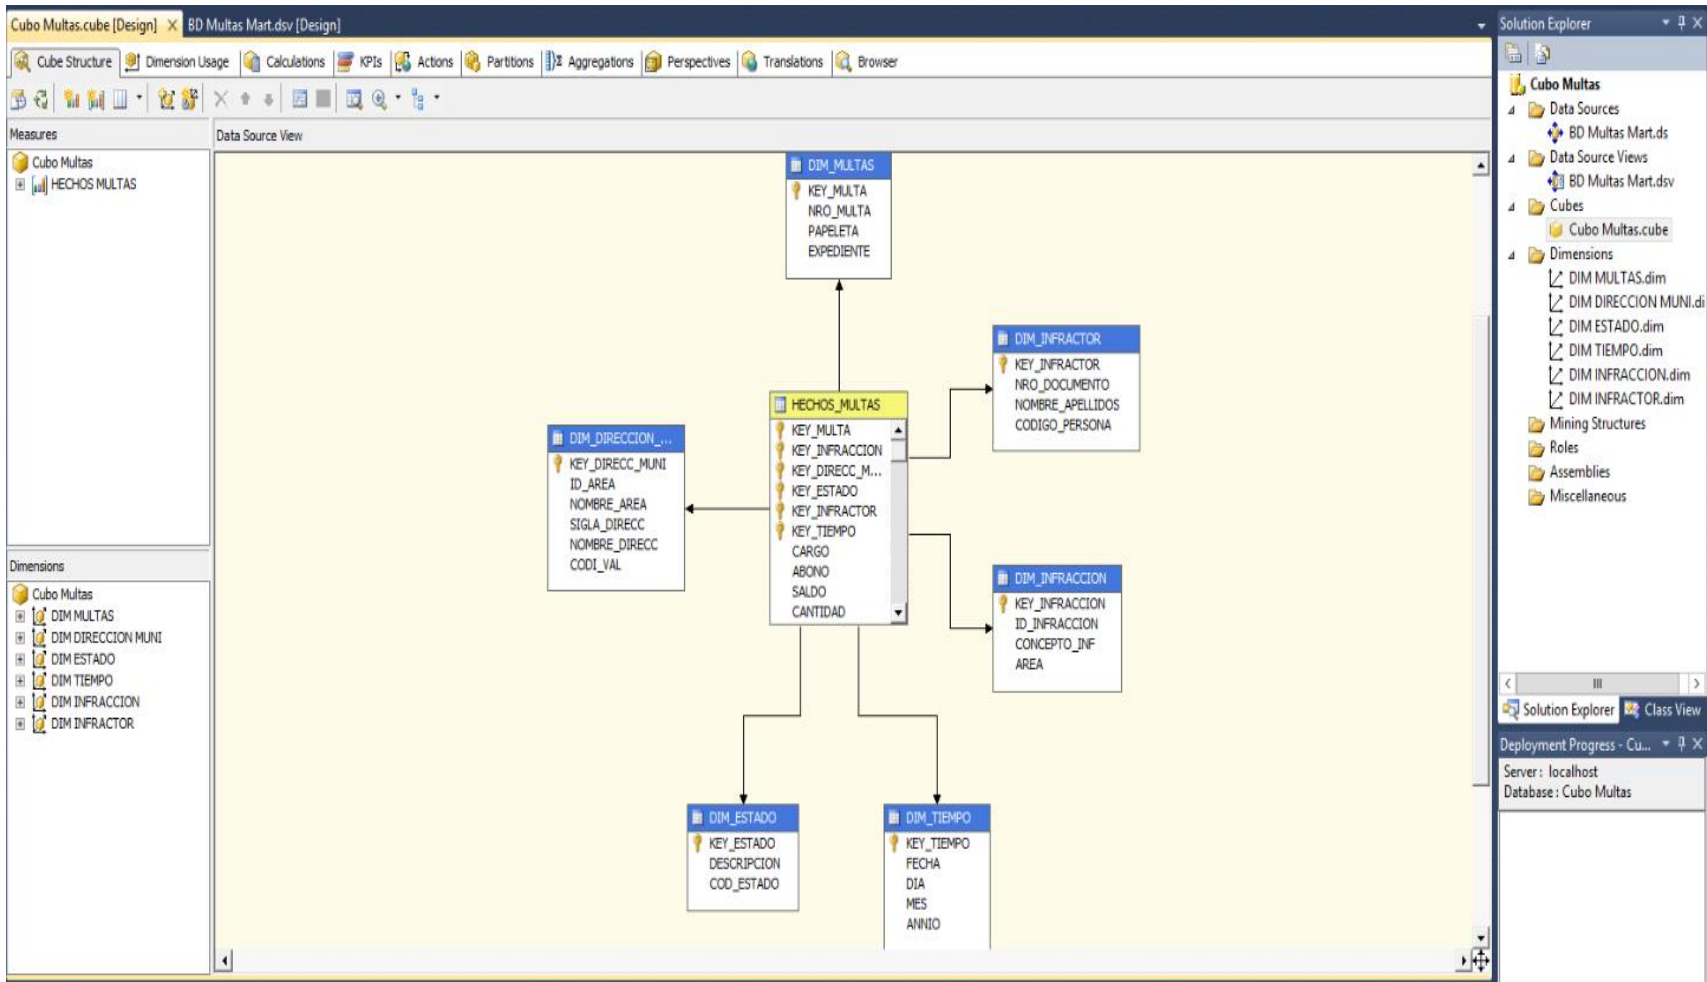 Cubo Multas.cube [Design] BD Multas Mart.dsv [Design]
Cube Structure Dimension Usage Calculations KPIs Actions Partitions Aggregations Perspectives Translations Browser
Measures
Cubo Multas
HECHOS MULTAS
Dimensions
Cubo Multas
DIM MULTAS
DIM DIRECCION MUNI
DIM ESTADO
DIM TIEMPO
DIM INFRACCION
DIM INFRACTOR
Data Source View
DIM_MULTAS
KEY_MULTA
NRO_MULTA
PAPELETA
EXPEDIENTE
DIM_INFRACTOR
KEY_INFRACTOR
NRO_DOCUMENTO
NOMBRE_APELLIDOS
CODIGO_PERSONA
HECHOS_MULTAS
KEY_MULTA
KEY_INFRACCION
KEY_DIRECC_M...
KEY_ESTADO
KEY_INFRACTOR
KEY_TIEMPO
CARGO
ABONO
SALDO
CANTIDAD
DIM_DIRECCION_...
KEY_DIRECC_MUNI
ID_AREA
NOMBRE_AREA
SIGLA_DIRECC
NOMBRE_DIRECC
CODI_VAL
DIM_INFRACCION
KEY_INFRACCION
ID_INFRACCION
CONCEPTO_INF
AREA
DIM_ESTADO
KEY_ESTADO
DESCRIPCION
COD_ESTADO
DIM_TIEMPO
KEY_TIEMPO
FECHA
DIA
MES
ANNIO
Solution Explorer
Cubo Multas
Data Sources
BD Multas Mart.ds
Data Source Views
BD Multas Mart.dsv
Cubes
Cubo Multas.cube
Dimensions
DIM MULTAS.dim
DIM DIRECCION MUNI.di
DIM ESTADO.dim
DIM TIEMPO.dim
DIM INFRACCION.dim
DIM INFRACTOR.dim
Mining Structures
Roles
Assemblies
Miscellaneous
Solution Explorer Class View
Deployment Progress - Cu...
Server : localhost
Database : Cubo Multas